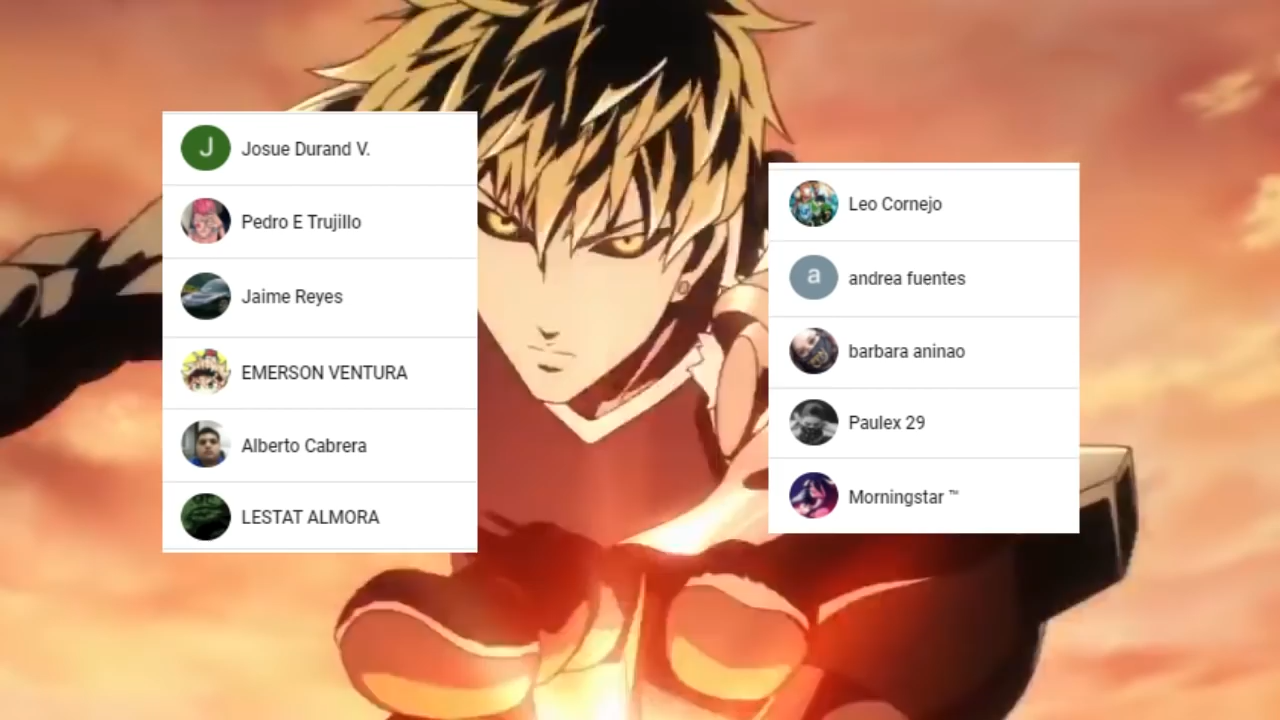 J
Josue Durand V.
Pedro E Trujillo
Jaime Reyes
EMERSON VENTURA
Alberto Cabrera
LESTAT ALMORA
Leo Cornejo
a
andrea fuentes
barbara aninao
Paulex 29
Morningstar ™